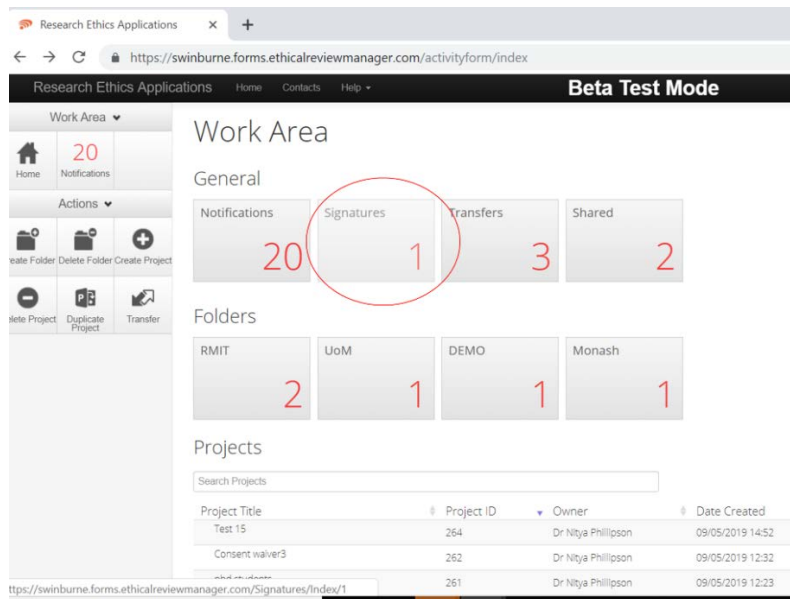 Research Ethics Applications × +
https://swinburne.forms.ethicalreviewmanager.com/activityform/index
Research Ethics Applications Home Contacts Help Beta Test Mode
Work Area
Home
20
Notifications
Actions
eate Folder Delete Folder Create Project
elete Project Duplicate Project Transfer
Work Area
General
Notifications Signatures Transfers Shared
20 1 3 2
Folders
RMIT UoM DEMO Monash
2 1 1 1
Projects
Search Projects
Project Title Project ID Owner Date Created
Test 15 264 Dr Nitya Phillipson 09/05/2019 14:52
Consent waiver3 262 Dr Nitya Phillipson 09/05/2019 12:32
phd students 261 Dr Nitya Phillipson 09/05/2019 12:23
ttps://swinburne.forms.ethicalreviewmanager.com/Signatures/Index/1